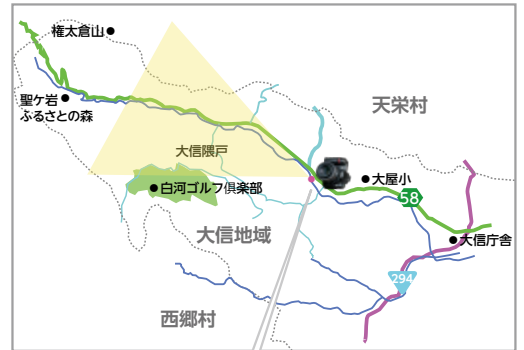 権太倉山
天栄村
聖ケ岩
ふるさとの森
大信隈戸
大屋小
白河ゴルフ倶楽部
58
大信地域
大信庁舎
294
西郷村